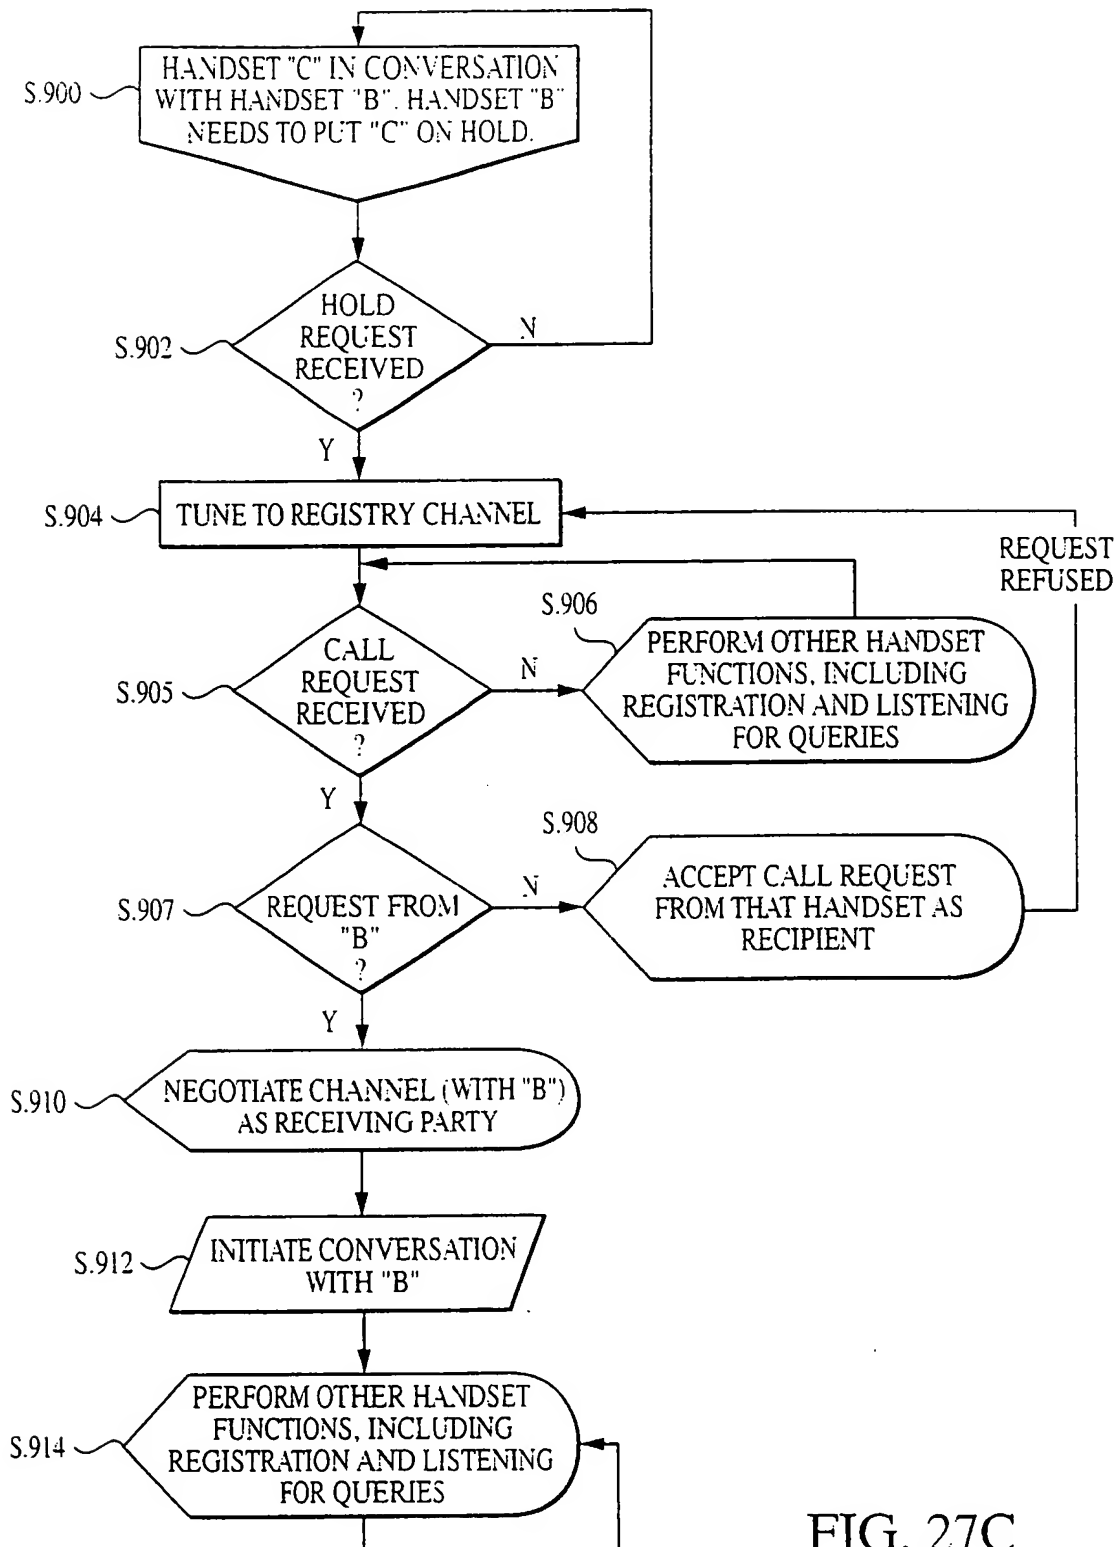 S.900
HANDSET "C" IN CONVERSATION
WITH HANDSET "B". HANDSET "B"
NEEDS TO PUT "C" ON HOLD.
S.902
HOLD
REQUEST
RECEIVED
?
N
Y
S.904
TUNE TO REGISTRY CHANNEL
REQUEST
REFUSED
S.905
CALL
REQUEST
RECEIVED
?
N
S.906
PERFORM OTHER HANDSET
FUNCTIONS, INCLUDING
REGISTRATION AND LISTENING
FOR QUERIES
Y
S.907
REQUEST FROM
"B"
?
N
S.908
ACCEPT CALL REQUEST
FROM THAT HANDSET AS
RECIPIENT
Y
S.910
NEGOTIATE CHANNEL (WITH "B")
AS RECEIVING PARTY
S.912
INITIATE CONVERSATION
WITH "B"
S.914
PERFORM OTHER HANDSET
FUNCTIONS, INCLUDING
REGISTRATION AND LISTENING
FOR QUERIES
FIG. 27C